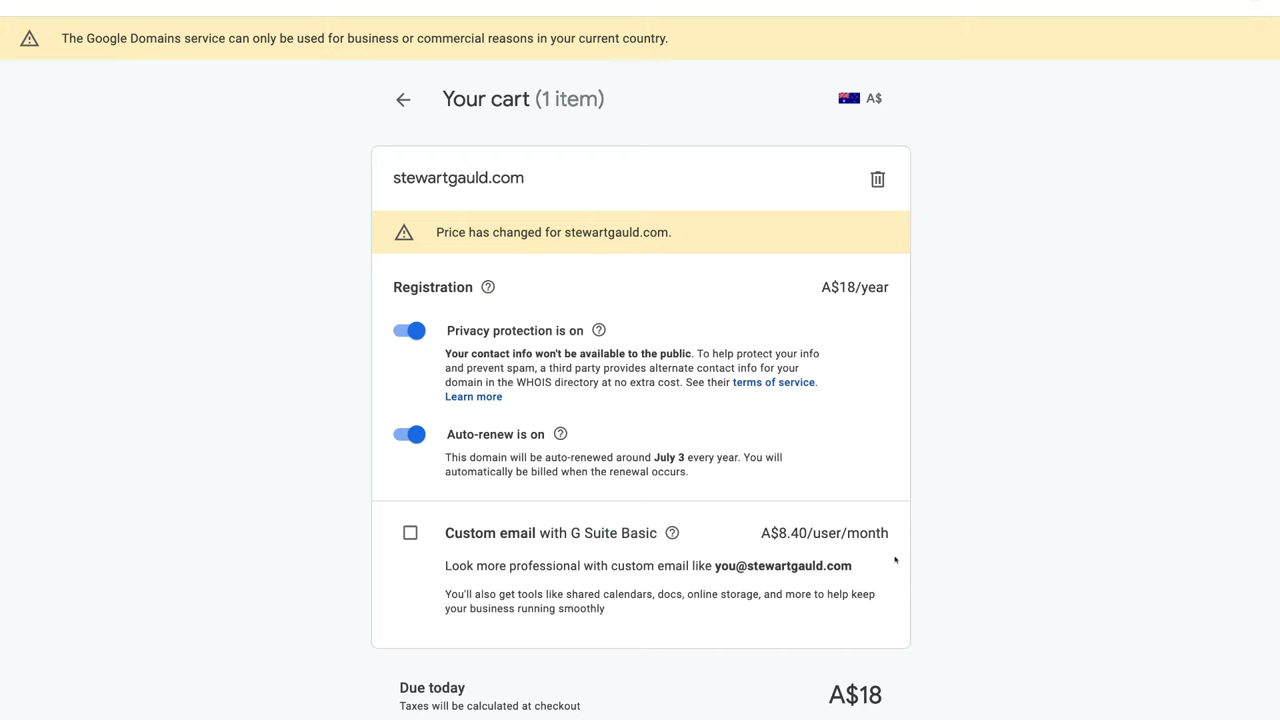 The Google Domains service can only be used for business or commercial reasons in your current country.
Your cart (1 item)
A$
stewartgauld.com
Price has changed for stewartgauld.com.
Registration
A$18/year
Privacy protection is on
Your contact info won't be available to the public. To help protect your info
and prevent spam, a third party provides alternate contact info for your
domain in the WHOIS directory at no extra cost. See their terms of service.
Learn more
Auto-renew is on
This domain will be auto-renewed around July 3 every year. You will
automatically be billed when the renewal occurs.
Custom email with G Suite Basic
A$8.40/user/month
Look more professional with custom email like you@stewartgauld.com
You'll also get tools like shared calendars, docs, online storage, and more to help keep
your business running smoothly
Due today
A$18
Taxes will be calculated at checkout